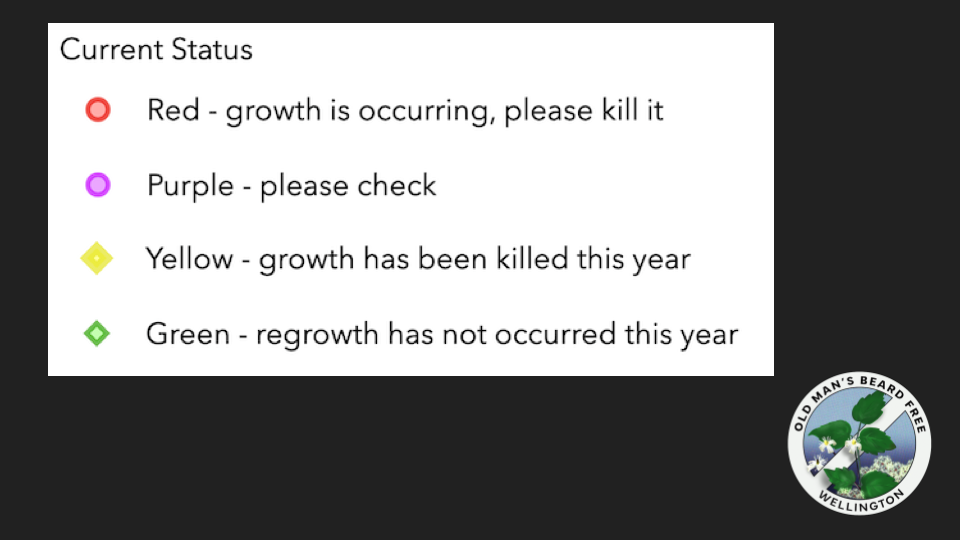 Current Status
Red - growth is occurring, please kill it
Purple - please check
Yellow - growth has been killed this year
Green - regrowth has not occurred this year
OLD MAN'S BEARD FREE
WELLINGTON